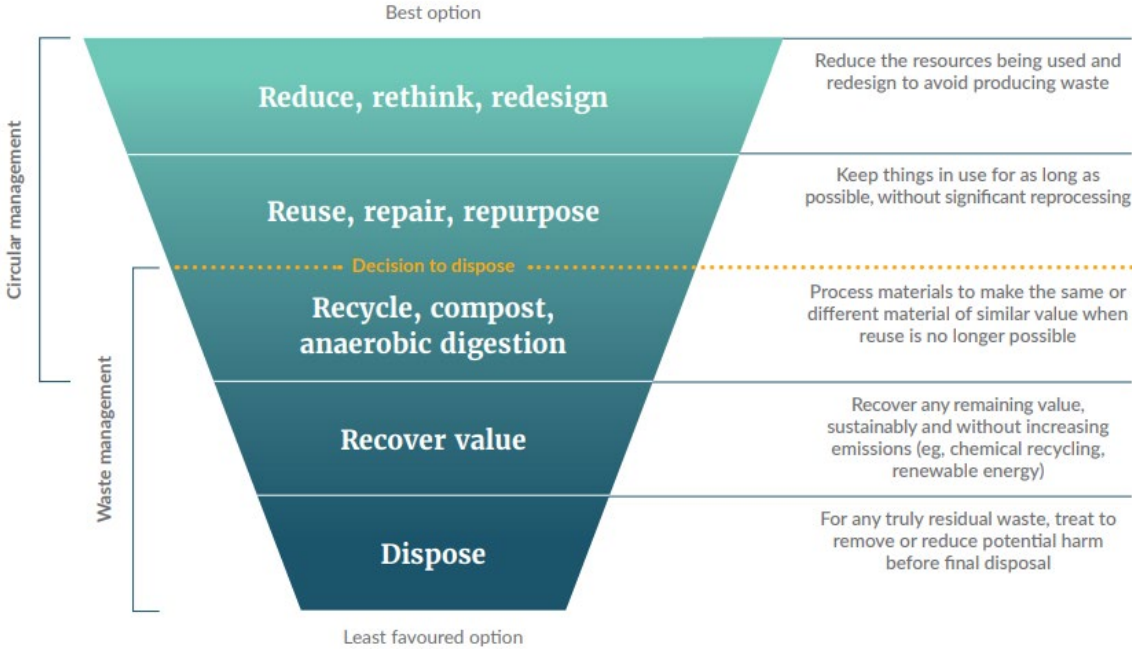 Best option
Circular management
Waste management
Reduce, rethink, redesign
Reduce the resources being used and
redesign to avoid producing waste
Reuse, repair, repurpose
Keep things in use for as long as
possible, without significant reprocessing
Decision to dispose
Recycle, compost,
anaerobic digestion
Process materials to make the same or
different material of similar value when
reuse is no longer possible
Recover value
Recover any remaining value,
sustainably and without increasing
emissions (eg, chemical recycling,
renewable energy)
Dispose
For any truly residual waste, treat to
remove or reduce potential harm
before final disposal
Least favoured option